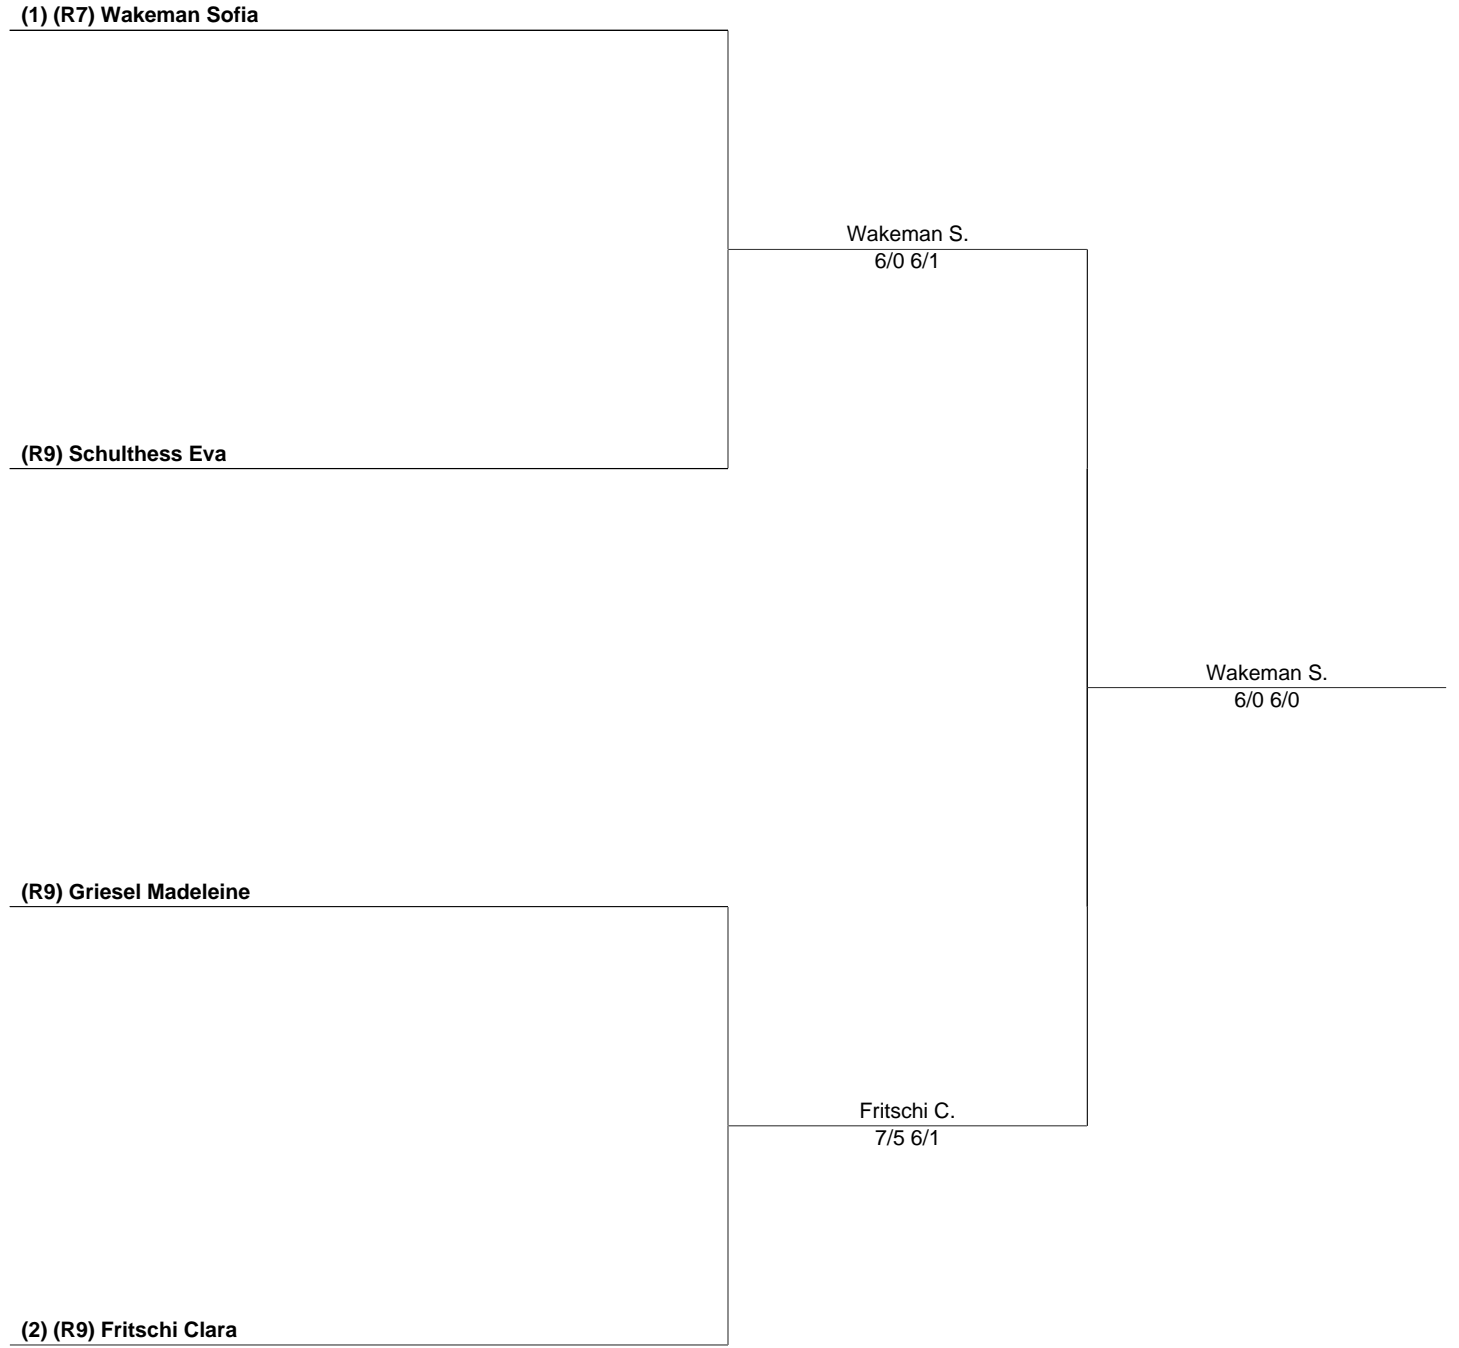 (1) (R7) Wakeman Sofia
Wakeman S.
6/0 6/1
(R9) Schulthess Eva
Wakeman S.
6/0 6/0
(R9) Griesel Madeleine
Fritschi C.
7/5 6/1
(2) (R9) Fritschi Clara